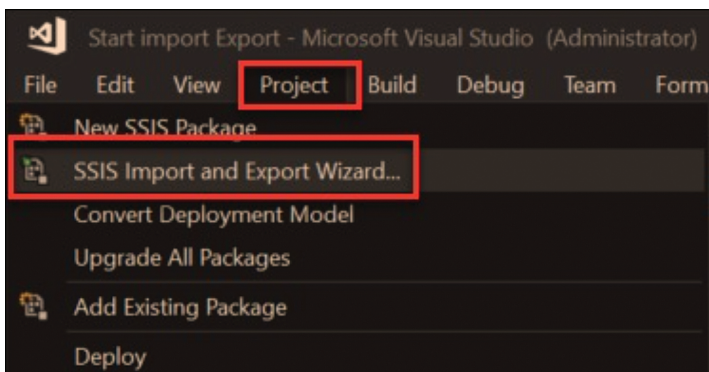 Start import Export - Microsoft Visual Studio (Administrator)
File Edit View Project Build Debug Team Form
New SSIS Package
SSIS Import and Export Wizard...
Convert Deployment Model
Upgrade All Packages
Add Existing Package
Deploy